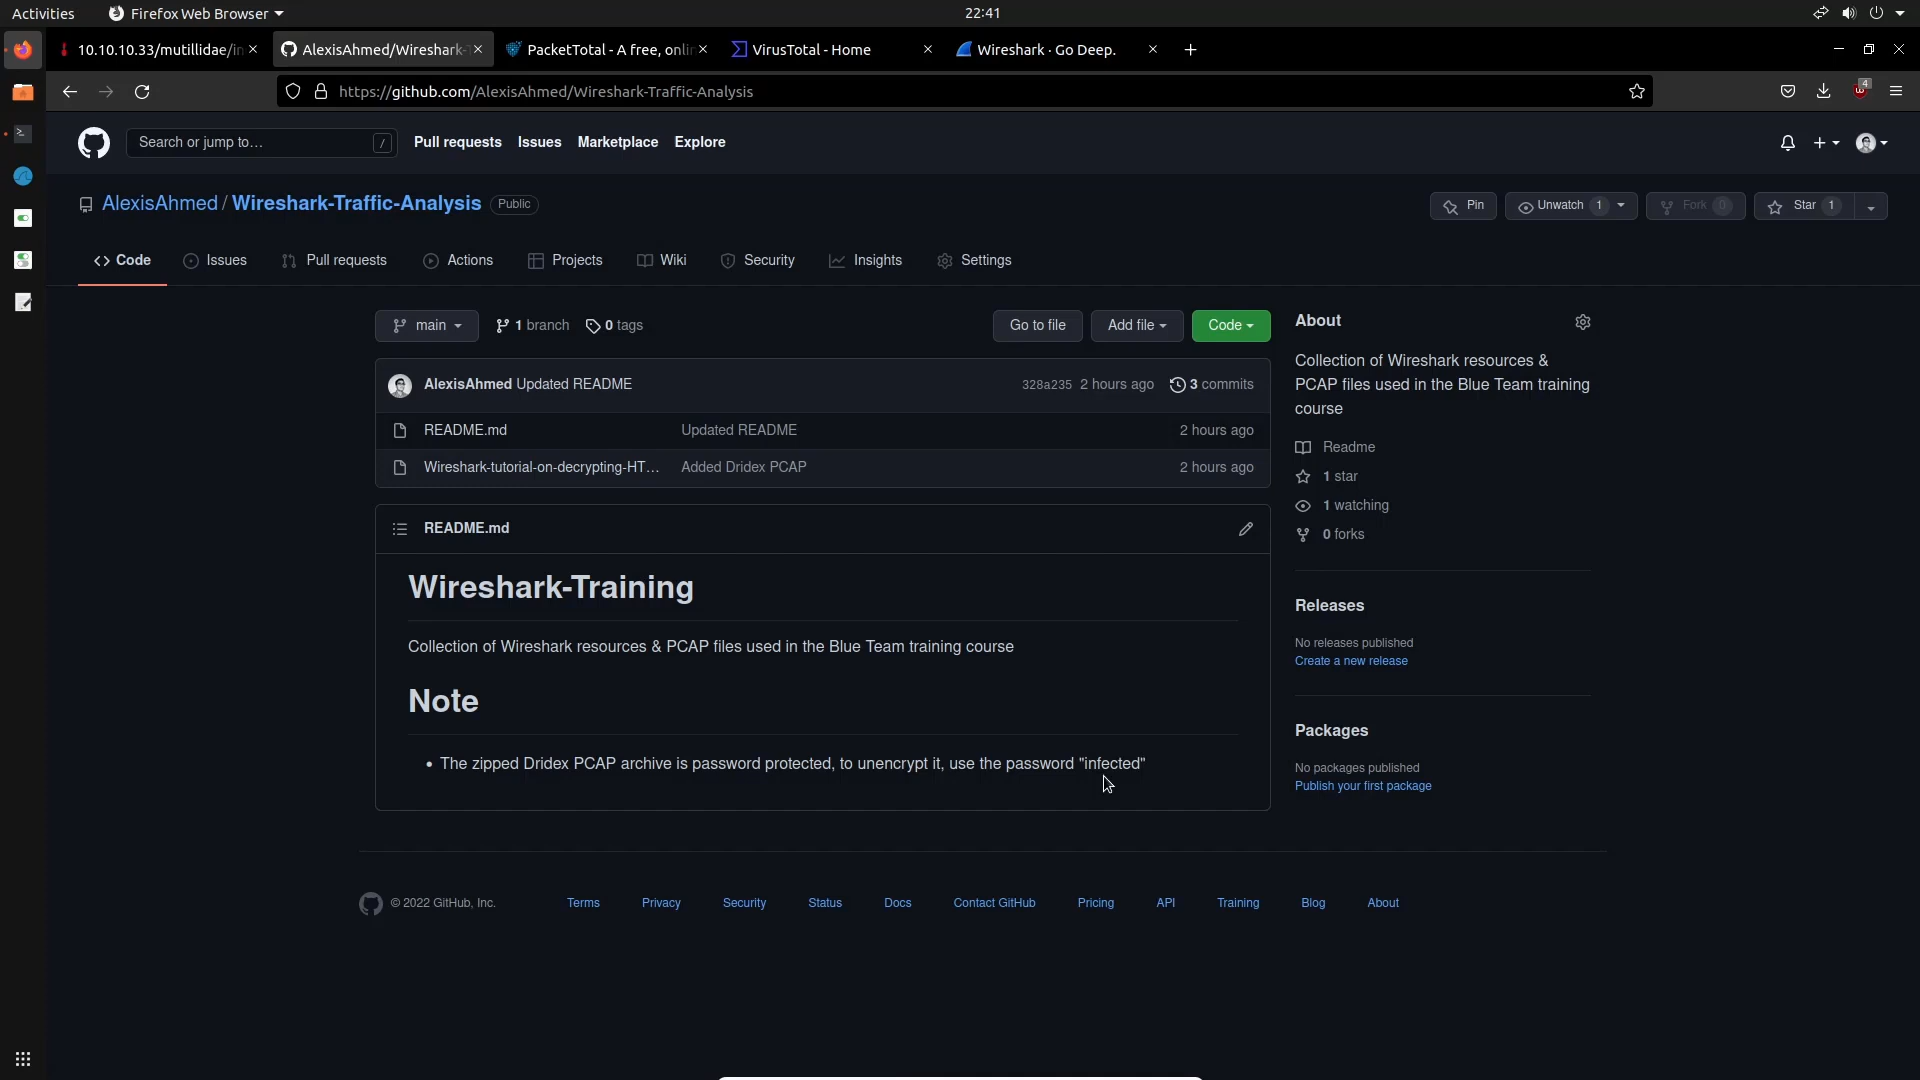 Activities
Firefox Web Browser
22:41
10.10.10.33/mutillidae/in
AlexisAhmed/Wireshark-T
PacketTotal - A free, onlin
VirusTotal - Home
Wireshark · Go Deep.
https://github.com/AlexisAhmed/Wireshark-Traffic-Analysis
4
Search or jump to…
/
Pull requests
Issues
Marketplace
Explore
AlexisAhmed / Wireshark-Traffic-Analysis
Public
Pin
Unwatch 1
Fork 0
Star 1
Code
Issues
Pull requests
Actions
Projects
Wiki
Security
Insights
Settings
main
1 branch
0 tags
Go to file
Add file
Code
AlexisAhmed Updated README
328a235 2 hours ago
3 commits
README.md
Updated README
2 hours ago
Wireshark-tutorial-on-decrypting-HT…
Added Dridex PCAP
2 hours ago
README.md
Wireshark-Training
Collection of Wireshark resources & PCAP files used in the Blue Team training course
Note
• The zipped Dridex PCAP archive is password protected, to unencrypt it, use the password "infected"
About
Collection of Wireshark resources &
PCAP files used in the Blue Team training
course
Readme
1 star
1 watching
0 forks
Releases
No releases published
Create a new release
Packages
No packages published
Publish your first package
© 2022 GitHub, Inc.
Terms
Privacy
Security
Status
Docs
Contact GitHub
Pricing
API
Training
Blog
About